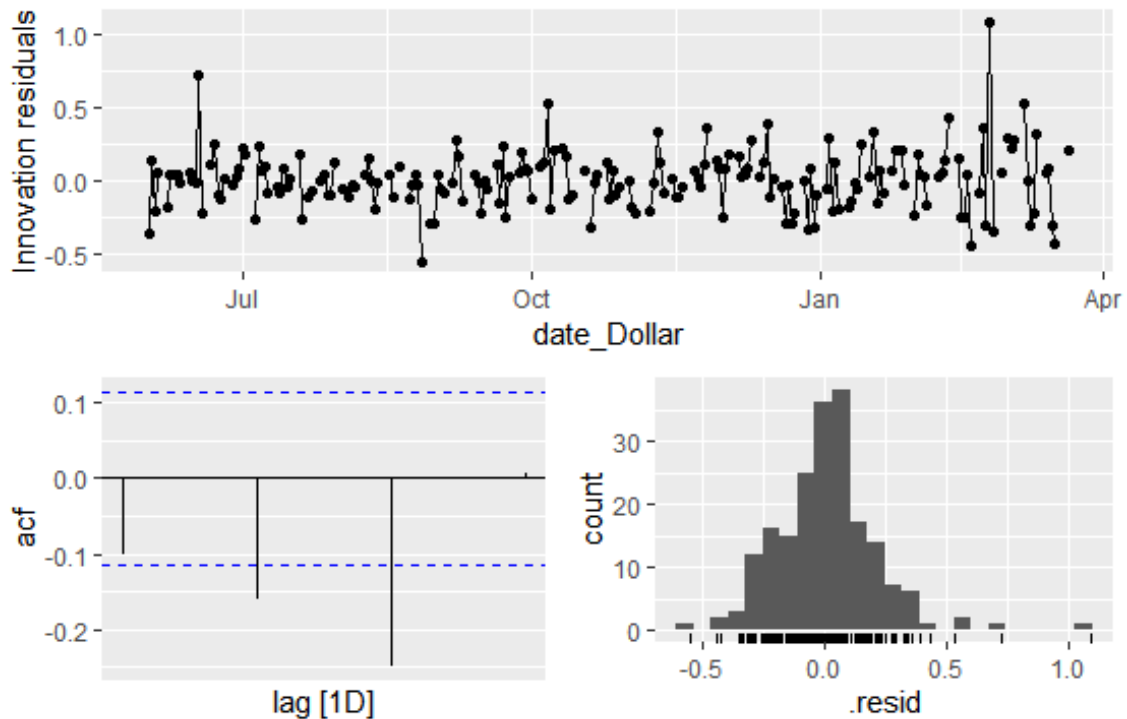 Innovation residuals
1.0
0.5
0.0
-0.5
Jul
Oct
Jan
Apr
date_Dollar
acf
0.1
0.0
-0.1
-0.2
lag [1D]
count
30
20
10
0
-0.5
0.0
0.5
1.0
.resid